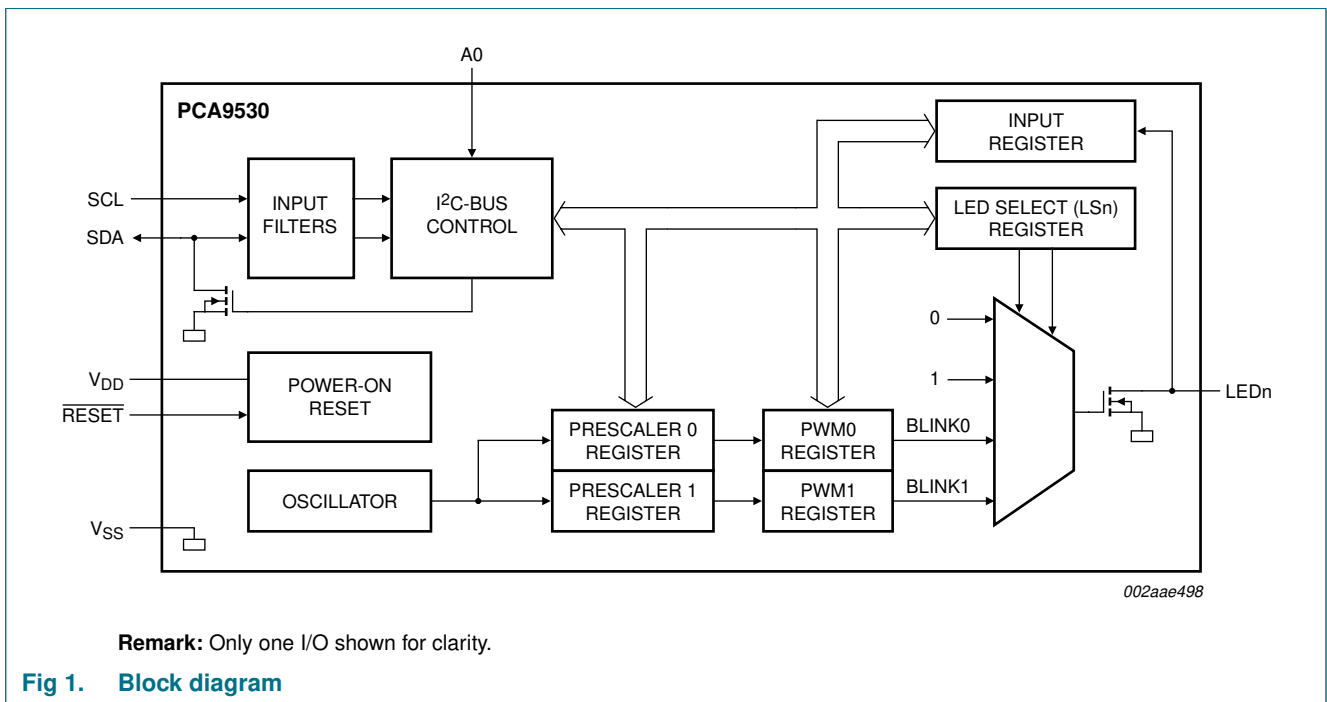 A0
PCA9530
INPUT
REGISTER
SCL
SDA
INPUT
FILTERS
I2C-BUS
CONTROL
LED SELECT (LSn)
REGISTER
0
1
VDD
RESET
POWER-ON
RESET
LEDn
PRESCALER 0
REGISTER
PWM0
REGISTER
BLINK0
OSCILLATOR
PRESCALER 1
REGISTER
PWM1
REGISTER
BLINK1
VSS
002aae498
Remark: Only one I/O shown for clarity.
Fig 1. Block diagram